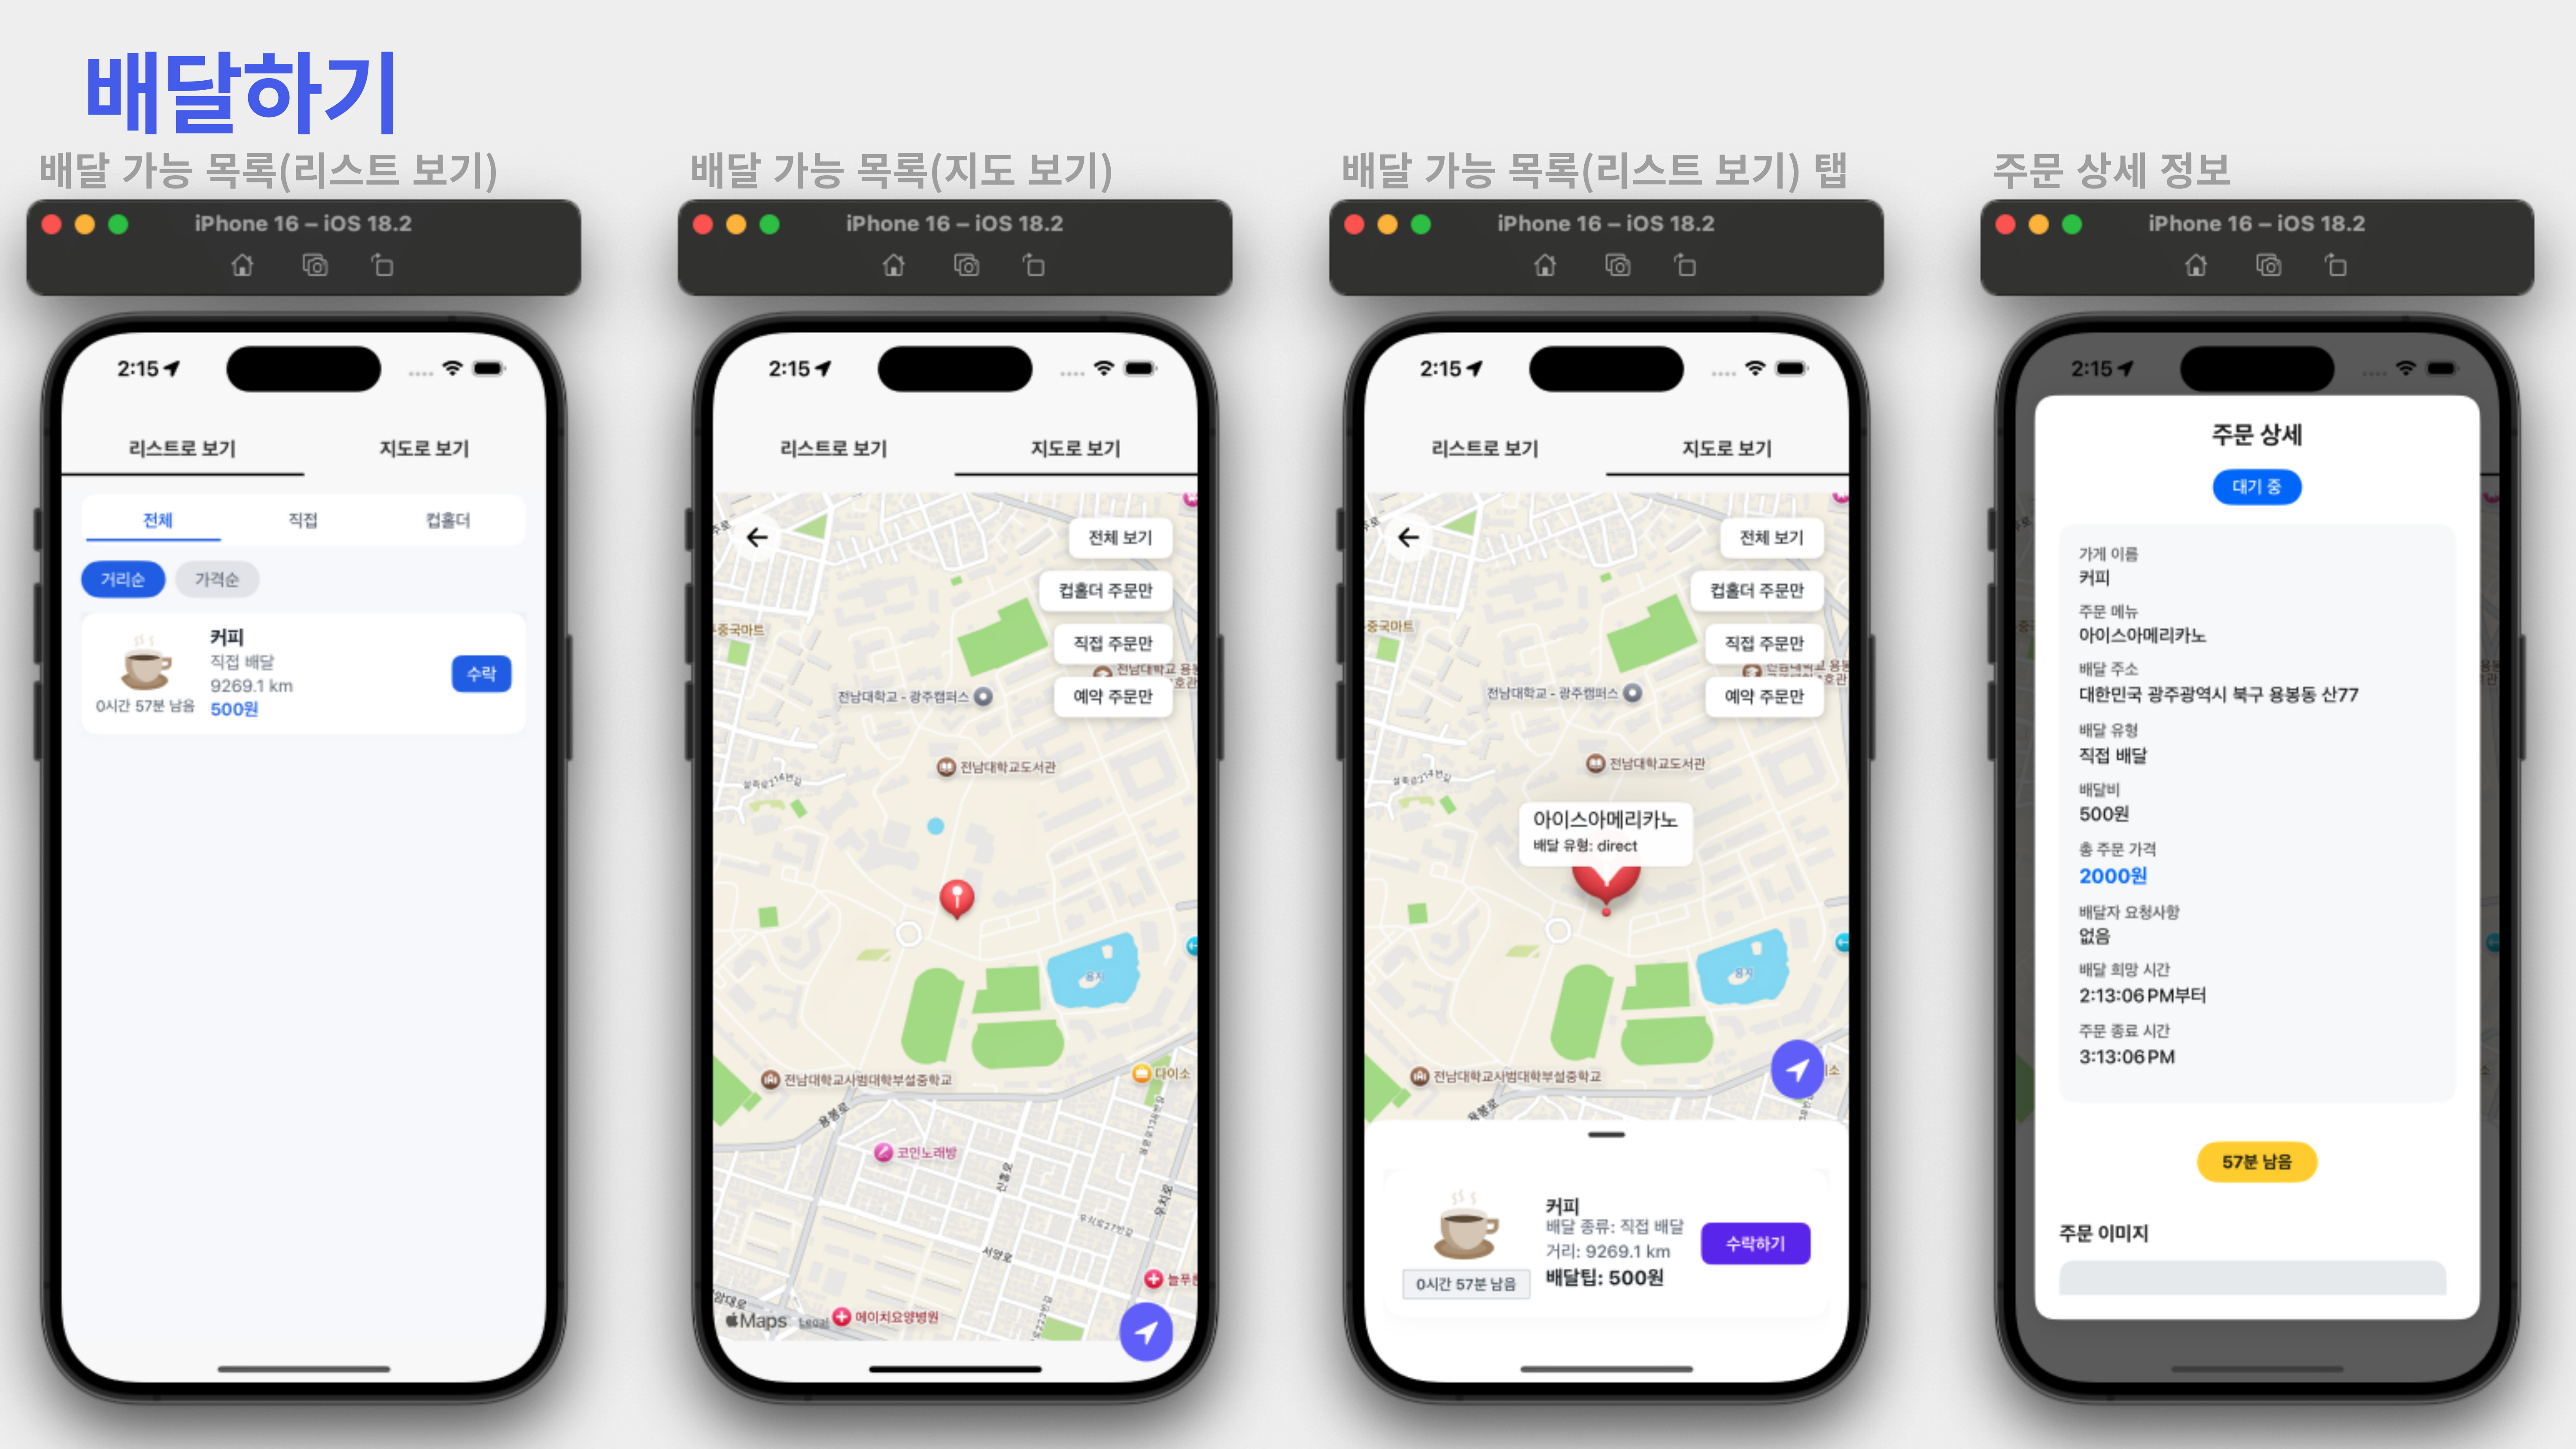 배달하기
배달 가능 목록(리스트 보기)
iPhone 16 – iOS 18.2
2:15
리스트로 보기
지도로 보기
전체
직접
컵홀더
거리순
가격순
커피
직접 배달
9269.1 km
500원
0시간 57분 남음
수락
배달 가능 목록(지도 보기)
iPhone 16 – iOS 18.2
2:15
리스트로 보기
지도로 보기
전체 보기
컵홀더 주문만
직접 주문만
예약 주문만
중국마트
전남대학교 - 광주캠퍼스
전남대학교도서관
용지
전남대학교사범대학부설중학교
다이소
용봉로
코인노래방
신흥로
우치로
서양로
에이치요양병원
Maps
Legal
배달 가능 목록(리스트 보기) 탭
iPhone 16 – iOS 18.2
2:15
리스트로 보기
지도로 보기
전체 보기
컵홀더 주문만
직접 주문만
예약 주문만
중국마트
전남대학교 - 광주캠퍼스
전남대학교도서관
아이스아메리카노
배달 유형: direct
용지
전남대학교사범대학부설중학교
용봉로
커피
배달 종류: 직접 배달
거리: 9269.1 km
배달팁: 500원
0시간 57분 남음
수락하기
주문 상세 정보
iPhone 16 – iOS 18.2
2:15
주문 상세
대기 중
가게 이름
커피
주문 메뉴
아이스아메리카노
배달 주소
대한민국 광주광역시 북구 용봉동 산77
배달 유형
직접 배달
배달비
500원
총 주문 가격
2000원
배달자 요청사항
없음
배달 희망 시간
2:13:06 PM부터
주문 종료 시간
3:13:06 PM
57분 남음
주문 이미지